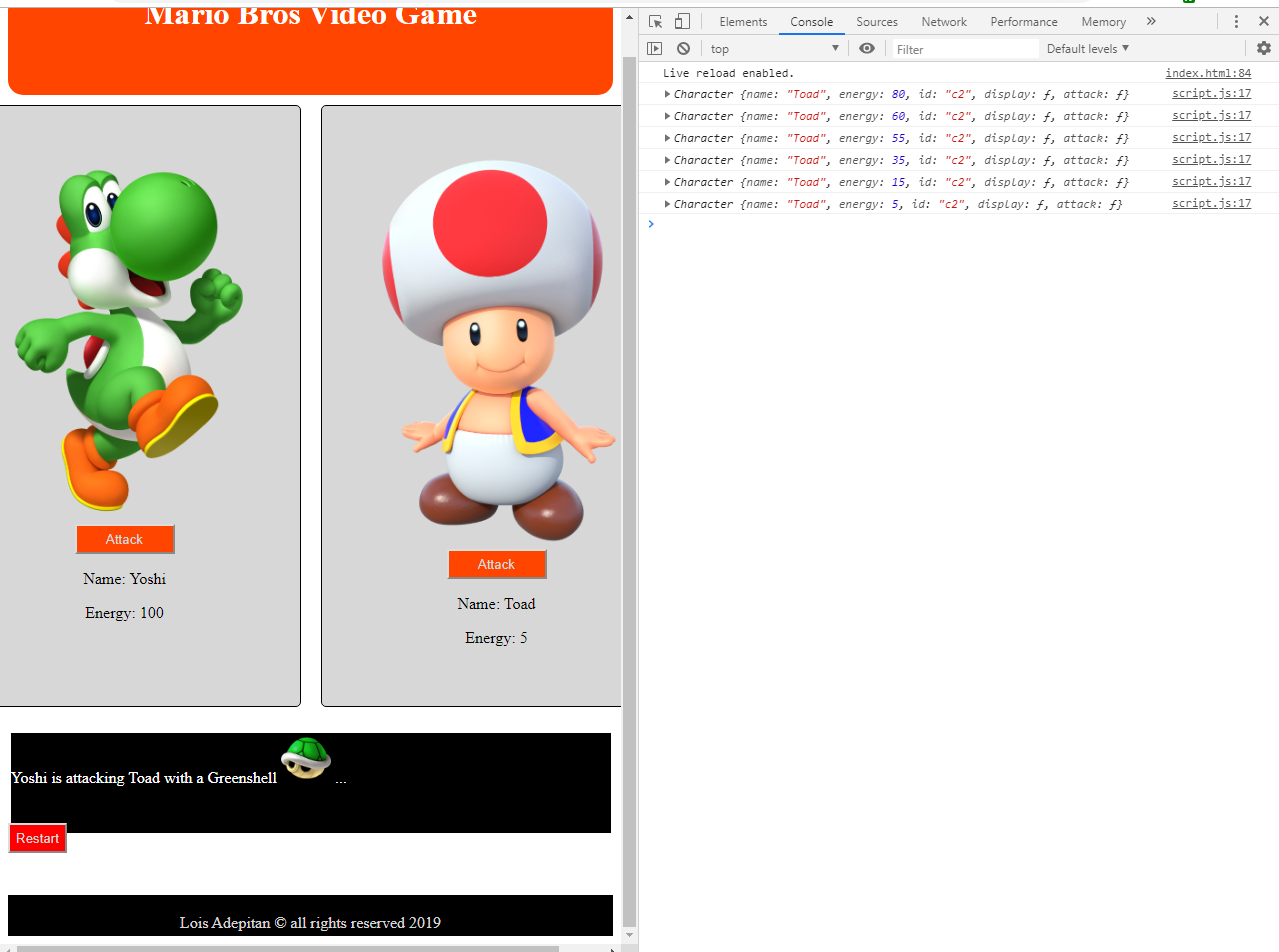 Mario Bros Video Game
Attack
Name: Yoshi
Energy: 100
Attack
Name: Toad
Energy: 5
Yoshi is attacking Toad with a Greenshell ...
Restart
Lois Adepitan © all rights reserved 2019
Elements Console Sources Network Performance Memory »
top Filter Default levels
Live reload enabled. index.html:84
Character {name: "Toad", energy: 80, id: "c2", display: ƒ, attack: ƒ} script.js:17
Character {name: "Toad", energy: 60, id: "c2", display: ƒ, attack: ƒ} script.js:17
Character {name: "Toad", energy: 55, id: "c2", display: ƒ, attack: ƒ} script.js:17
Character {name: "Toad", energy: 35, id: "c2", display: ƒ, attack: ƒ} script.js:17
Character {name: "Toad", energy: 15, id: "c2", display: ƒ, attack: ƒ} script.js:17
Character {name: "Toad", energy: 5, id: "c2", display: ƒ, attack: ƒ} script.js:17